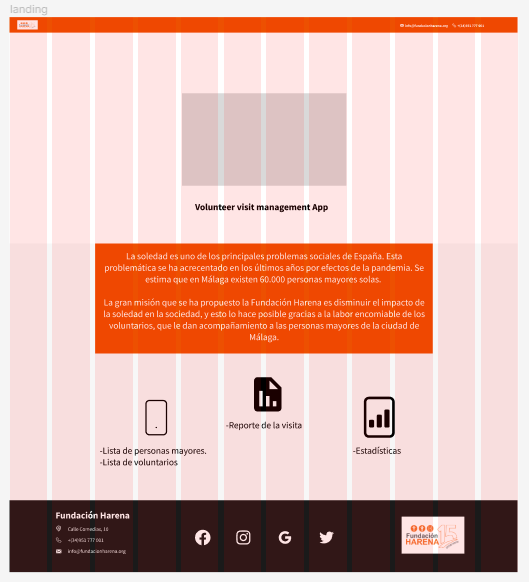 landing
info@fundacionharena.org
+(34)951 777 001
Volunteer visit management App
La soledad es uno de los principales problemas sociales de España. Esta
problemática se ha acrecentado en los últimos años por efectos de la pandemia. Se
estima que en Málaga existen 60.000 personas mayores solas.
La gran misión que se ha propuesto la Fundación Harena es disminuir el impacto de
la soledad en la sociedad, y esto lo hace posible gracias a la labor encomiable de los
voluntarios, que le dan acompañamiento a las personas mayores de la ciudad de
Málaga.
-Reporte de la visita
-Lista de personas mayores.
-Lista de voluntarios
-Estadísticas
Fundación Harena
Calle Comedias, 16
+(34)951 777 001
info@fundacionharena.org
Fundación
HARENA
15